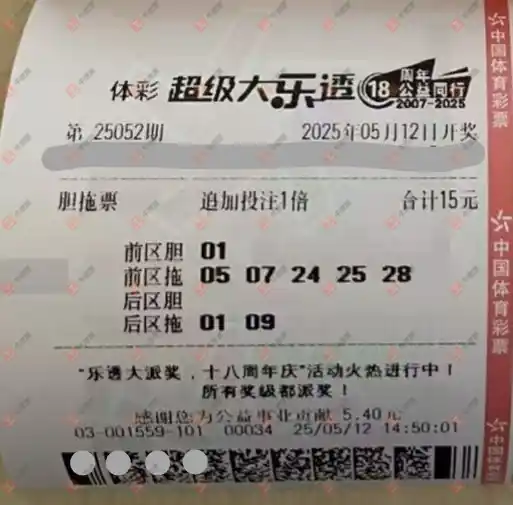 体彩 超级大乐透 18 周年 公益同行 2007-2025
第 25052期 2025年05月12日开奖
胆拖票 追加投注1倍 合计15元
前区胆 01
前区拖 05 07 24 25 28
后区胆
后区拖 01 09
“乐透大派奖，十八周年庆”活动火热进行中！
所有奖级都派奖！
感谢您为公益事业贡献 5.40元
03-001559-101 00034 25/05/12 14:50:01
中国体育彩票
中国体育彩票